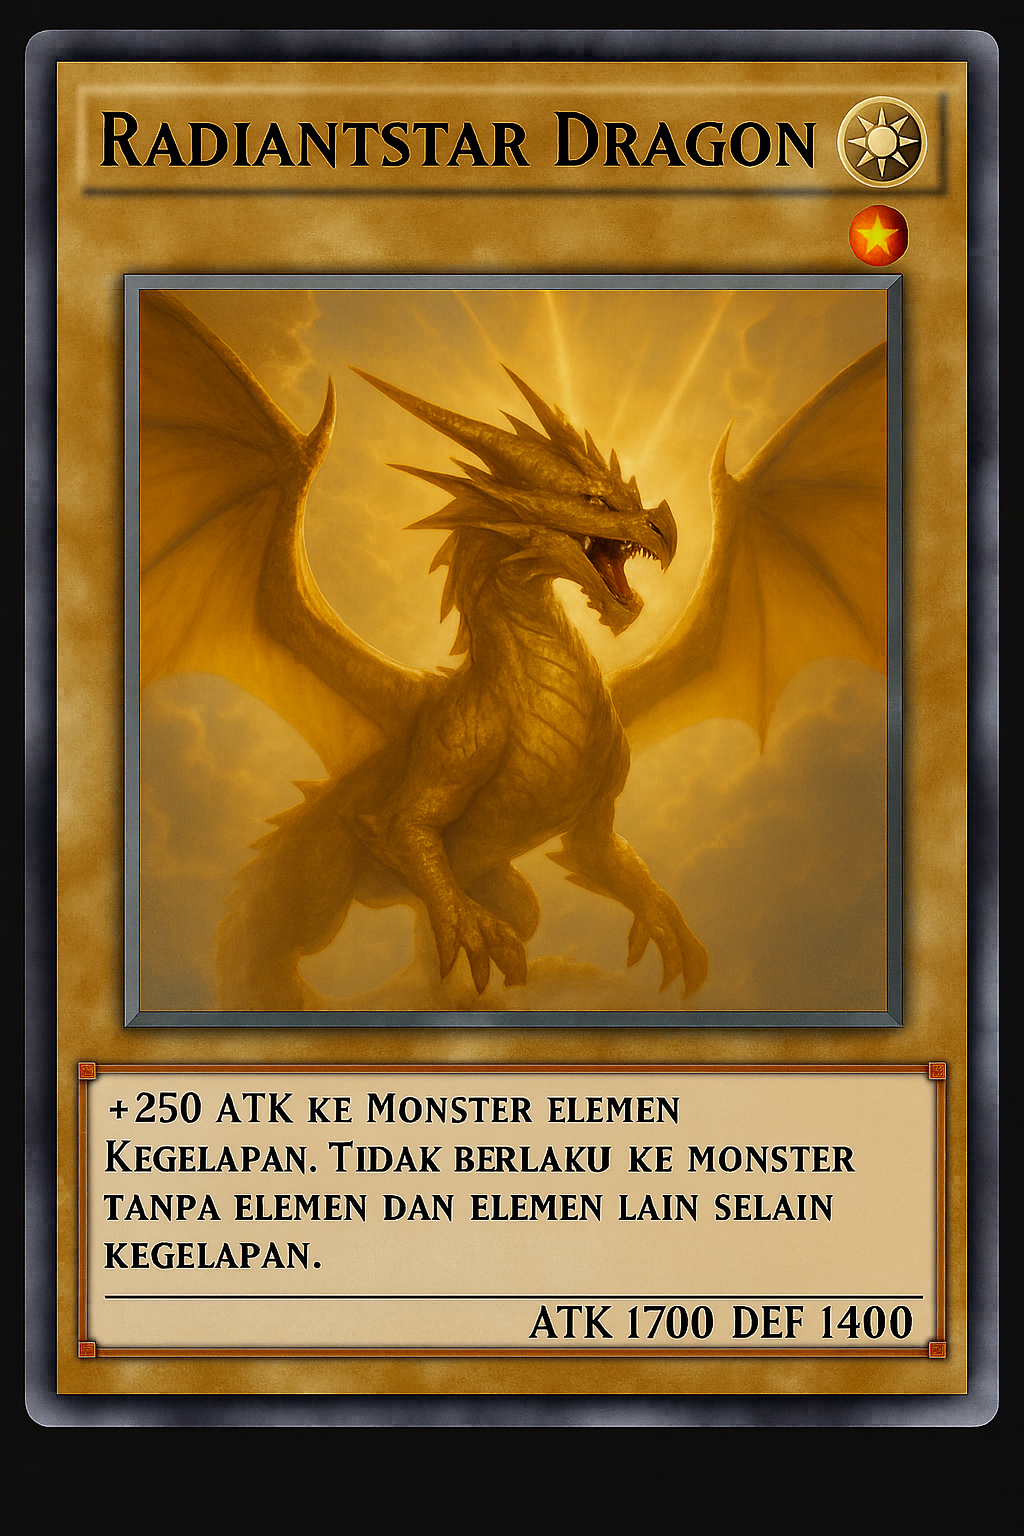 Radiantstar Dragon
+250 ATK ke Monster elemen
Kegelapan. Tidak berlaku ke monster
tanpa elemen dan elemen lain selain
kegelapan.
ATK 1700 DEF 1400